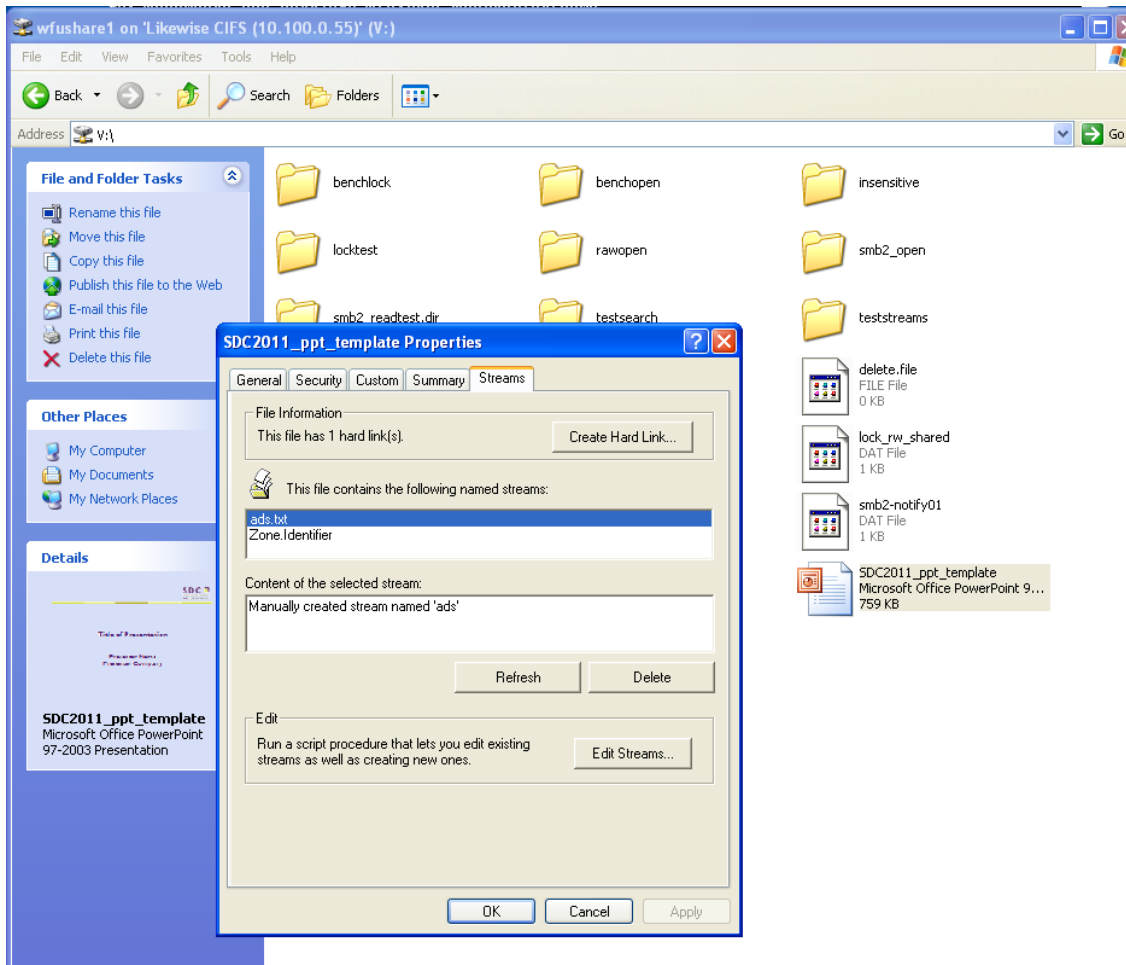 wfushare1 on 'Likewise CIFS (10.100.0.55)' (V:)
File Edit View Favorites Tools Help
Back Search Folders
Address V:\ Go
File and Folder Tasks
Rename this file
Move this file
Copy this file
Publish this file to the Web
E-mail this file
Print this file
Delete this file
Other Places
My Computer
My Documents
My Network Places
Details
SDC
Title of Presentation
SDC2011_ppt_template
Microsoft Office PowerPoint
97-2003 Presentation
benchlock benchopen insensitive
locktest rawopen smb2_open
smb2_readtest.dir testsearch teststreams
delete.file
FILE File
0 KB
lock_rw_shared
DAT File
1 KB
smb2-notify01
DAT File
1 KB
SDC2011_ppt_template
Microsoft Office PowerPoint 9...
759 KB
SDC2011_ppt_template Properties
General Security Custom Summary Streams
File Information
This file has 1 hard link(s).
Create Hard Link...
This file contains the following named streams:
ads.txt
Zone.Identifier
Content of the selected stream:
Manually created stream named 'ads'
Refresh Delete
Edit
Run a script procedure that lets you edit existing
streams as well as creating new ones.
Edit Streams...
OK Cancel Apply